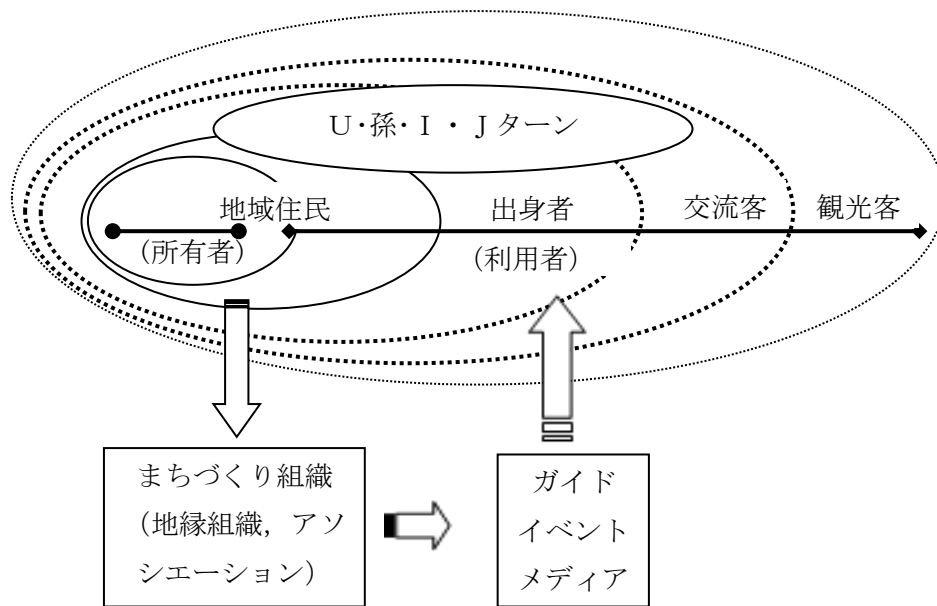 U・孫・I・Jターン
地域住民
出身者
交流客
観光客
(所有者)
(利用者)
まちづくり組織
(地縁組織，アソ
シエーション)
ガイド
イベント
メディア